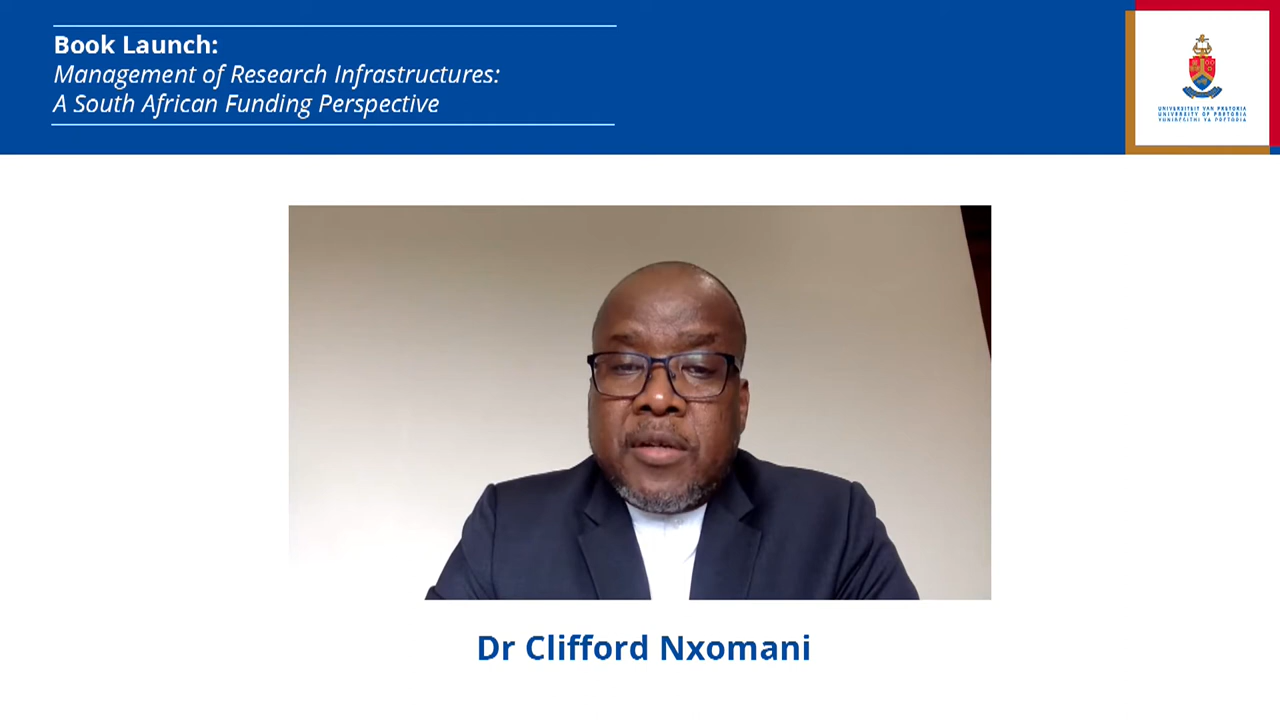 Book Launch:
Management of Research Infrastructures:
A South African Funding Perspective
UNIVERSITEIT VAN PRETORIA
UNIVERSITY OF PRETORIA
YUNIBESITHI YA PRETORIA
Dr Clifford Nxomani